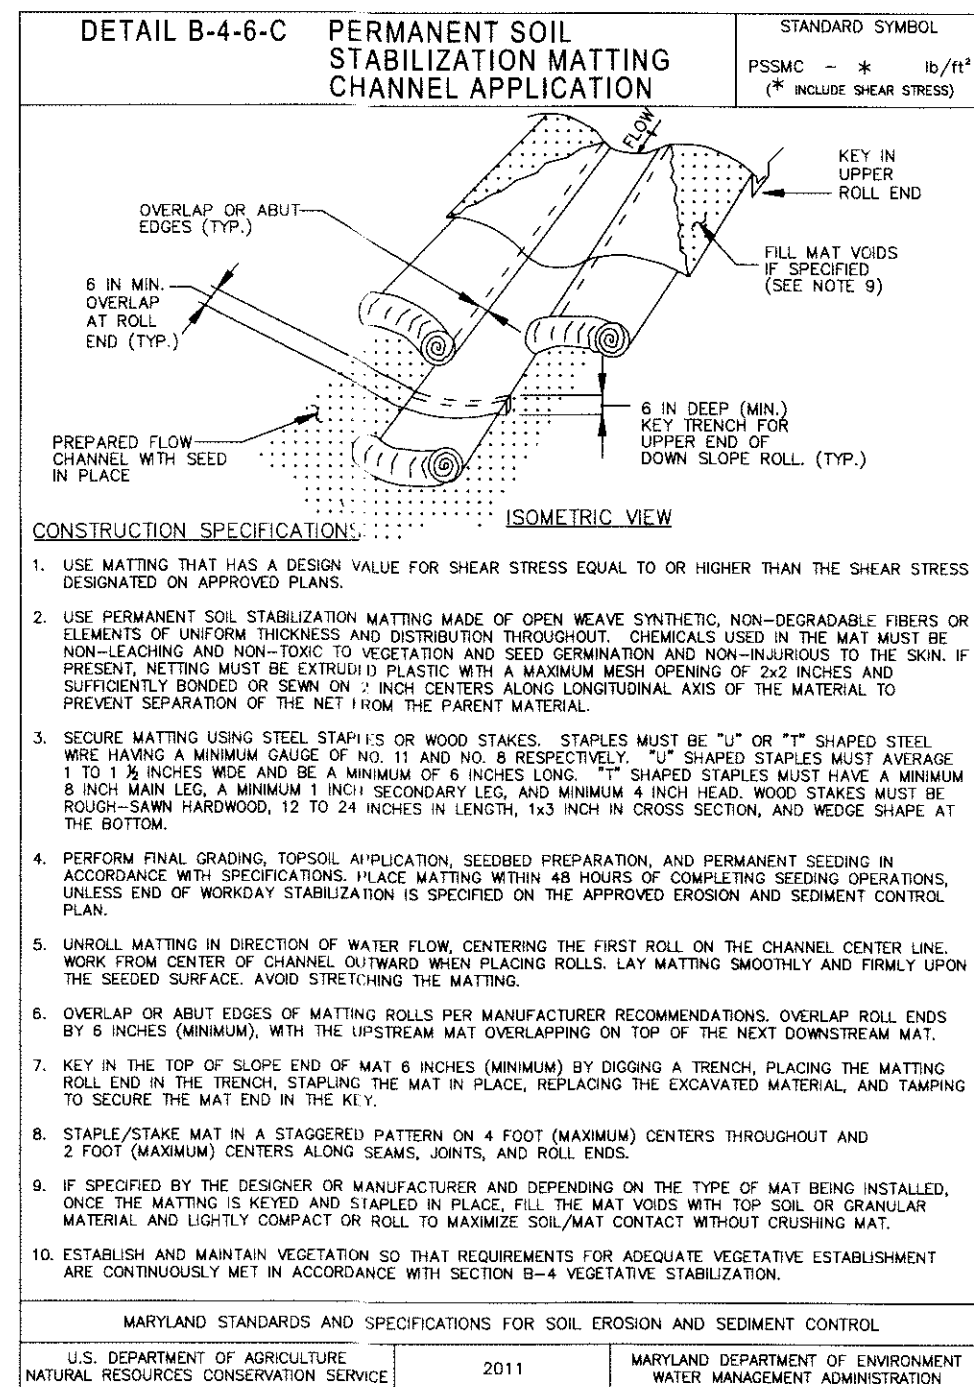 DETAIL B-4-6-C
PERMANENT SOIL
STABILIZATION MATTING
CHANNEL APPLICATION
STANDARD SYMBOL
PSSMC - * lb/ft²
(* INCLUDE SHEAR STRESS)
FLOW
KEY IN
UPPER
ROLL END
OVERLAP OR ABUT
EDGES (TYP.)
FILL MAT VOIDS
IF SPECIFIED
(SEE NOTE 9)
6 IN MIN.
OVERLAP
AT ROLL
END (TYP.)
6 IN DEEP (MIN.)
KEY TRENCH FOR
UPPER END OF
DOWN SLOPE ROLL. (TYP.)
PREPARED FLOW
CHANNEL WITH SEED
IN PLACE
ISOMETRIC VIEW
CONSTRUCTION SPECIFICATIONS
1. USE MATTING THAT HAS A DESIGN VALUE FOR SHEAR STRESS EQUAL TO OR HIGHER THAN THE SHEAR STRESS
DESIGNATED ON APPROVED PLANS.
2. USE PERMANENT SOIL STABILIZATION MATTING MADE OF OPEN WEAVE SYNTHETIC, NON-DEGRADABLE FIBERS OR
ELEMENTS OF UNIFORM THICKNESS AND DISTRIBUTION THROUGHOUT. CHEMICALS USED IN THE MAT MUST BE
NON-LEACHING AND NON-TOXIC TO VEGETATION AND SEED GERMINATION AND NON-INJURIOUS TO THE SKIN. IF
PRESENT, NETTING MUST BE EXTRUDED PLASTIC WITH A MAXIMUM MESH OPENING OF 2x2 INCHES AND
SUFFICIENTLY BONDED OR SEWN ON 2 INCH CENTERS ALONG LONGITUDINAL AXIS OF THE MATERIAL TO
PREVENT SEPARATION OF THE NET FROM THE PARENT MATERIAL.
3. SECURE MATTING USING STEEL STAPLES OR WOOD STAKES. STAPLES MUST BE "U" OR "T" SHAPED STEEL
WIRE HAVING A MINIMUM GAUGE OF NO. 11 AND NO. 8 RESPECTIVELY. "U" SHAPED STAPLES MUST AVERAGE
1 TO 1 ½ INCHES WIDE AND BE A MINIMUM OF 6 INCHES LONG. "T" SHAPED STAPLES MUST HAVE A MINIMUM
8 INCH MAIN LEG, A MINIMUM 1 INCH SECONDARY LEG, AND MINIMUM 4 INCH HEAD. WOOD STAKES MUST BE
ROUGH-SAWN HARDWOOD, 12 TO 24 INCHES IN LENGTH, 1x3 INCH IN CROSS SECTION, AND WEDGE SHAPE AT
THE BOTTOM.
4. PERFORM FINAL GRADING, TOPSOIL APPLICATION, SEEDBED PREPARATION, AND PERMANENT SEEDING IN
ACCORDANCE WITH SPECIFICATIONS. PLACE MATTING WITHIN 48 HOURS OF COMPLETING SEEDING OPERATIONS,
UNLESS END OF WORKDAY STABILIZATION IS SPECIFIED ON THE APPROVED EROSION AND SEDIMENT CONTROL
PLAN.
5. UNROLL MATTING IN DIRECTION OF WATER FLOW, CENTERING THE FIRST ROLL ON THE CHANNEL CENTER LINE.
WORK FROM CENTER OF CHANNEL OUTWARD WHEN PLACING ROLLS. LAY MATTING SMOOTHLY AND FIRMLY UPON
THE SEEDED SURFACE. AVOID STRETCHING THE MATTING.
6. OVERLAP OR ABUT EDGES OF MATTING ROLLS PER MANUFACTURER RECOMMENDATIONS. OVERLAP ROLL ENDS
BY 6 INCHES (MINIMUM), WITH THE UPSTREAM MAT OVERLAPPING ON TOP OF THE NEXT DOWNSTREAM MAT.
7. KEY IN THE TOP OF SLOPE END OF MAT 6 INCHES (MINIMUM) BY DIGGING A TRENCH, PLACING THE MATTING
ROLL END IN THE TRENCH, STAPLING THE MAT IN PLACE, REPLACING THE EXCAVATED MATERIAL, AND TAMPING
TO SECURE THE MAT END IN THE KEY.
8. STAPLE/STAKE MAT IN A STAGGERED PATTERN ON 4 FOOT (MAXIMUM) CENTERS THROUGHOUT AND
2 FOOT (MAXIMUM) CENTERS ALONG SEAMS, JOINTS, AND ROLL ENDS.
9. IF SPECIFIED BY THE DESIGNER OR MANUFACTURER AND DEPENDING ON THE TYPE OF MAT BEING INSTALLED,
ONCE THE MATTING IS KEYED AND STAPLED IN PLACE, FILL THE MAT VOIDS WITH TOP SOIL OR GRANULAR
MATERIAL AND LIGHTLY COMPACT OR ROLL TO MAXIMIZE SOIL/MAT CONTACT WITHOUT CRUSHING MAT.
10. ESTABLISH AND MAINTAIN VEGETATION SO THAT REQUIREMENTS FOR ADEQUATE VEGETATIVE ESTABLISHMENT
ARE CONTINUOUSLY MET IN ACCORDANCE WITH SECTION B-4 VEGETATIVE STABILIZATION.
MARYLAND STANDARDS AND SPECIFICATIONS FOR SOIL EROSION AND SEDIMENT CONTROL
U.S. DEPARTMENT OF AGRICULTURE
NATURAL RESOURCES CONSERVATION SERVICE
2011
MARYLAND DEPARTMENT OF ENVIRONMENT
WATER MANAGEMENT ADMINISTRATION